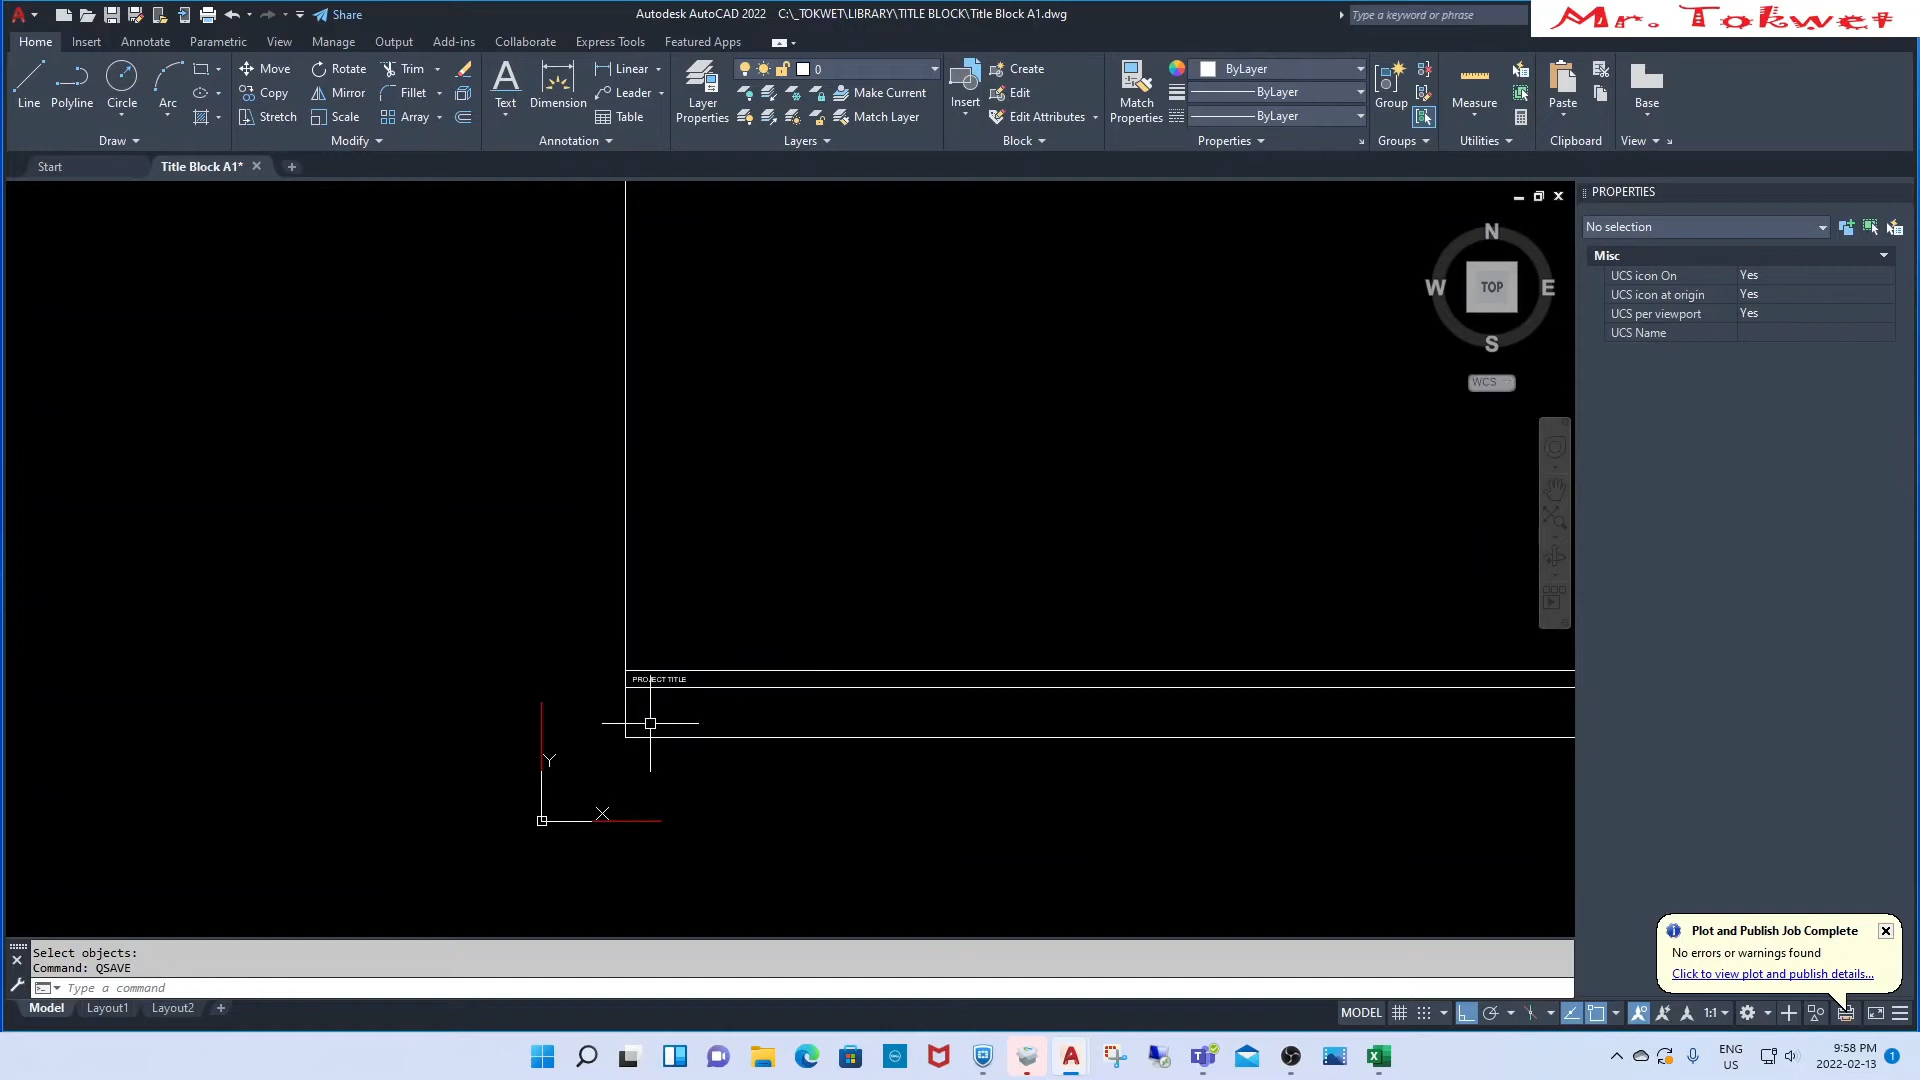 Share
Autodesk AutoCAD 2022 C:\_TOKWET\LIBRARY\TITLE BLOCK\Title Block A1.dwg
Type a keyword or phrase
Mr. Tokwet
Home Insert Annotate Parametric View Manage Output Add-ins Collaborate Express Tools Featured Apps
Line Polyline Circle Arc
Draw
Move Rotate Trim
Copy Mirror Fillet
Stretch Scale Array
Modify
Text Dimension
Linear
Leader
Table
Annotation
Layer Properties
0
Make Current
Match Layer
Layers
Insert
Create
Edit
Edit Attributes
Block
Match Properties
ByLayer
ByLayer
ByLayer
Properties
Group
Groups
Measure
Utilities
Paste
Clipboard
Base
View
Start Title Block A1*
N
W TOP E
S
WCS
PROPERTIES
No selection
Misc
UCS icon On Yes
UCS icon at origin Yes
UCS per viewport Yes
UCS Name
PROJECT TITLE
Y
X
Select objects:
Command: QSAVE
Type a command
Plot and Publish Job Complete
No errors or warnings found
Click to view plot and publish details...
Model Layout1 Layout2
MODEL 1:1
ENG
US
9:58 PM
2022-02-13
1